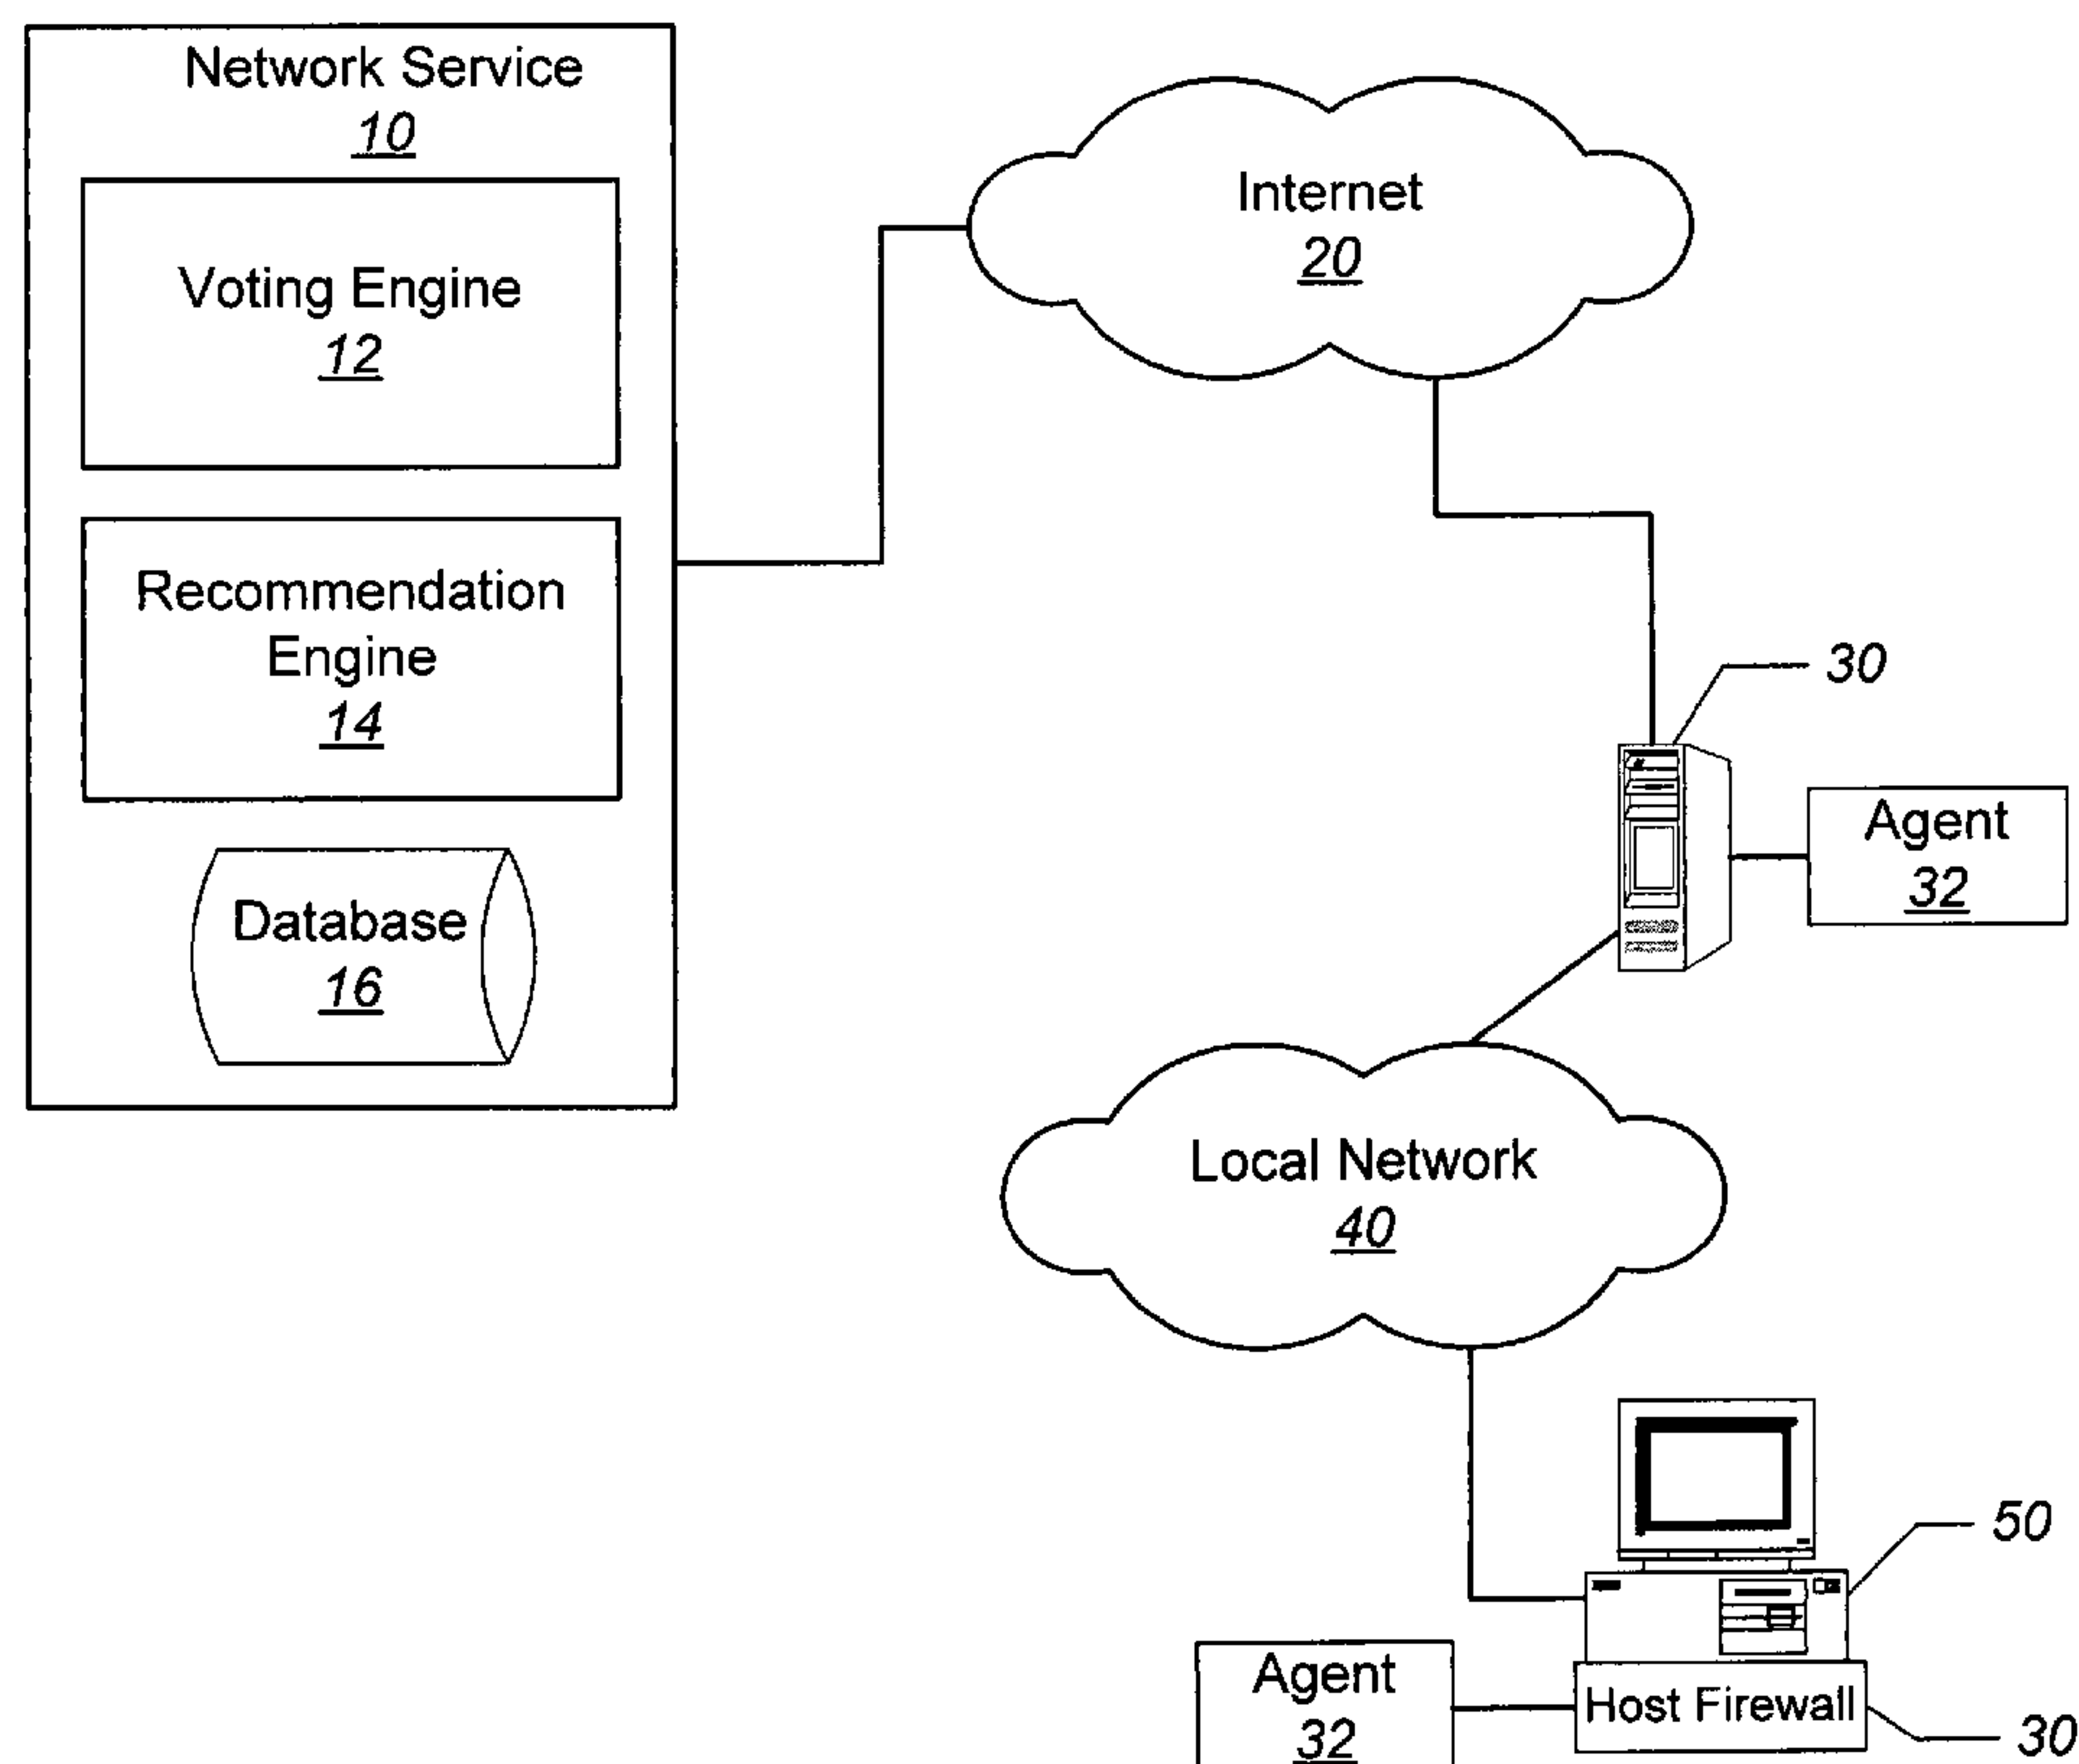 Network Service
10
Voting Engine
12
Recommendation
Engine
14
Database
16
Internet
20
30
Agent
32
Local Network
40
50
Agent
32
Host Firewall
30